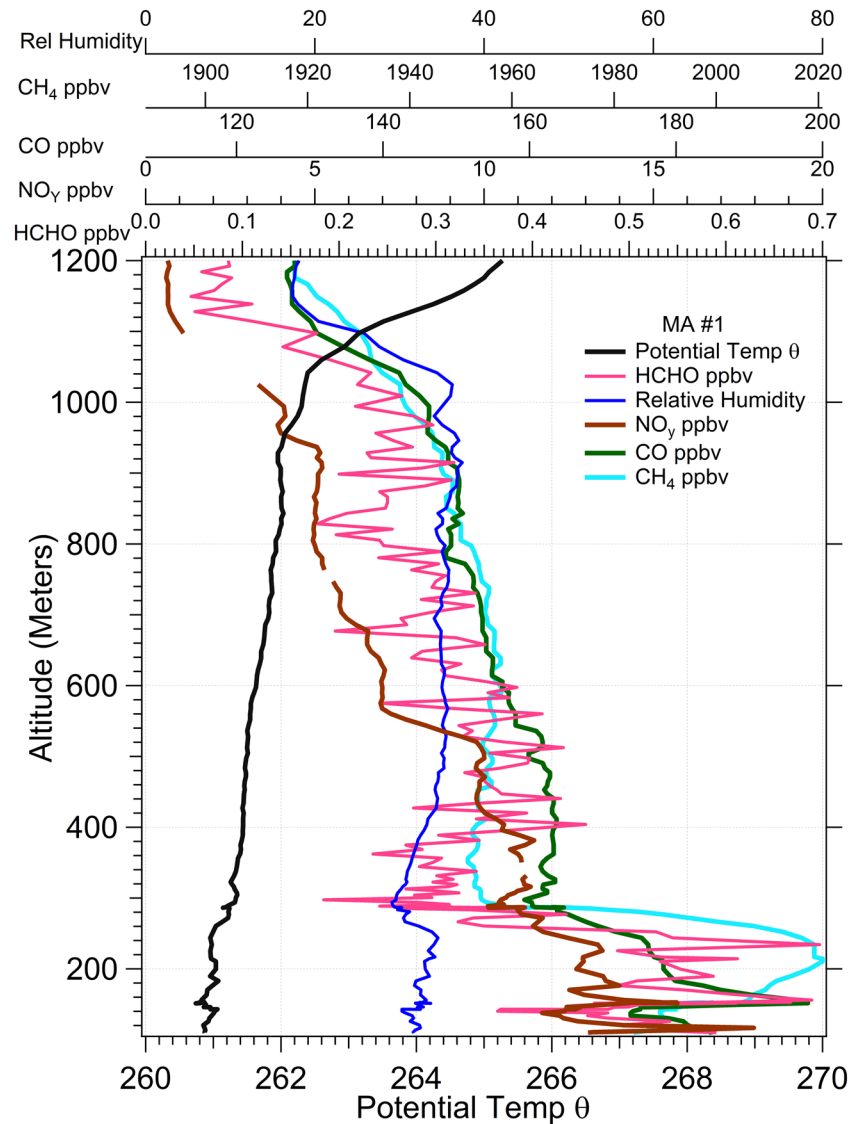 0 20 40 60 80
Rel Humidity
1900 1920 1940 1960 1980 2000 2020
CH₄ ppbv
120 140 160 180 200
CO ppbv
0 5 10 15 20
NOY ppbv
0.0 0.1 0.2 0.3 0.4 0.5 0.6 0.7
HCHO ppbv
1200
MA #1
Potential Temp θ
HCHO ppbv
Relative Humidity
1000
NOy ppbv
CO ppbv
CH₄ ppbv
800
Altitude (Meters)
600
400
200
260 262 264 266 268 270
Potential Temp θ